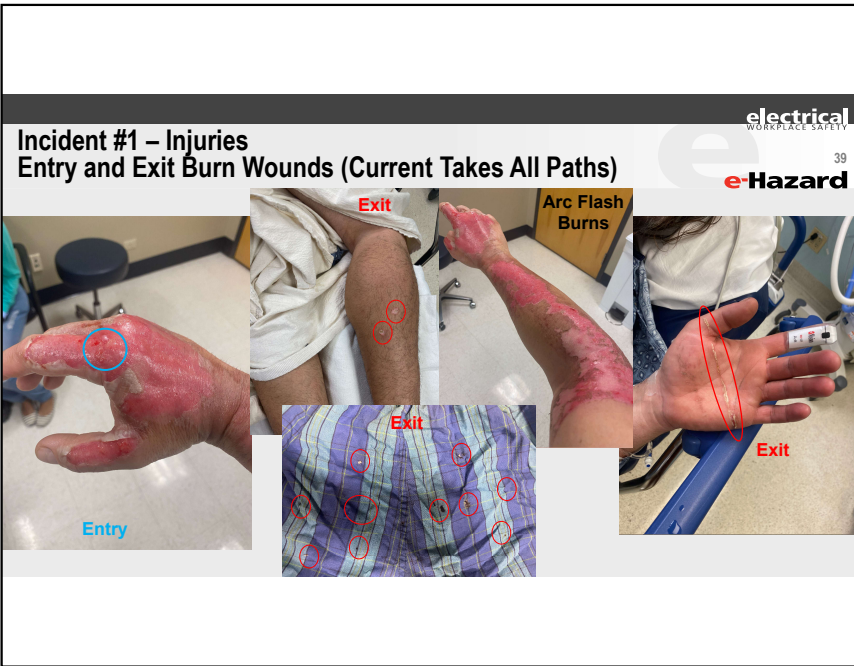 electrical
WORKPLACE SAFETY
Incident #1 – Injuries
Entry and Exit Burn Wounds (Current Takes All Paths)
39
e-Hazard
Exit
Arc Flash
Burns
Exit
Exit
Entry